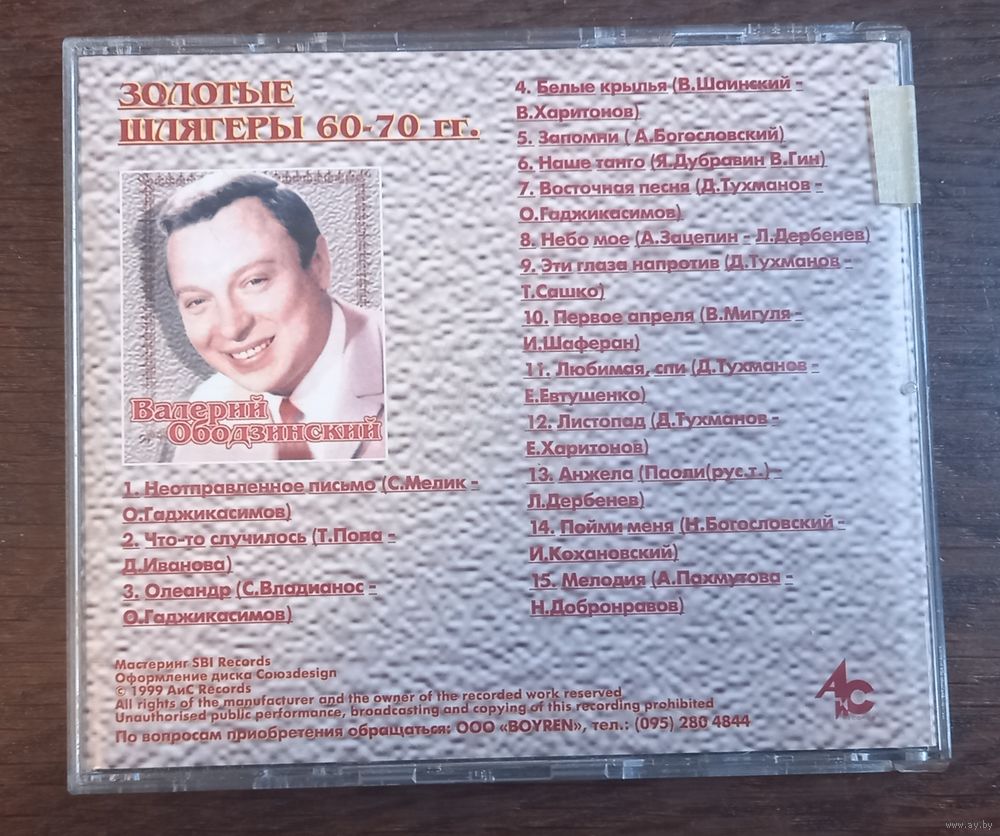 ЗОЛОТЫЕ
ШЛЯГЕРЫ 60-70 гг.
Валерий
Ободзинский
1. Неотправленное письмо (С.Мелик -
О.Гаджикасимов)
2. Что-то случилось (Т.Попа -
Д.Иванова)
3. Олеандр (С.Владианос -
О.Гаджикасимов)
4. Белые крылья (В.Шаинский -
В.Харитонов)
5. Запомни ( А.Богословский)
6. Наше танго (Я.Дубравин В.Гин)
7. Восточная песня (Д.Тухманов -
О.Гаджикасимов)
8. Небо мое (А.Зацепин - Л.Дербенев)
9. Эти глаза напротив (Д.Тухманов -
Т.Сашко)
10. Первое апреля (В.Мигуля -
И.Шаферан)
11. Любимая, спи (Д.Тухманов -
Е.Евтушенко)
12. Листопад (Д.Тухманов -
Е.Харитонов)
13. Анжела (Паоли(рус.т.)-
Л.Дербенев)
14. Пойми меня (Н.Богословский -
И.Кохановский)
15. Мелодия (А.Пахмутова -
Н.Добронравов)
Мастеринг SBI Records
Оформление диска Союзdesign
© 1999 АиС Records
All rights of the manufacturer and the owner of the recorded work reserved
Unauthorised public performance, broadcasting and copying of this recording prohibited
По вопросам приобретения обращаться: ООО «BOYREN», тел.: (095) 280 4844
АиС
www.ay.by